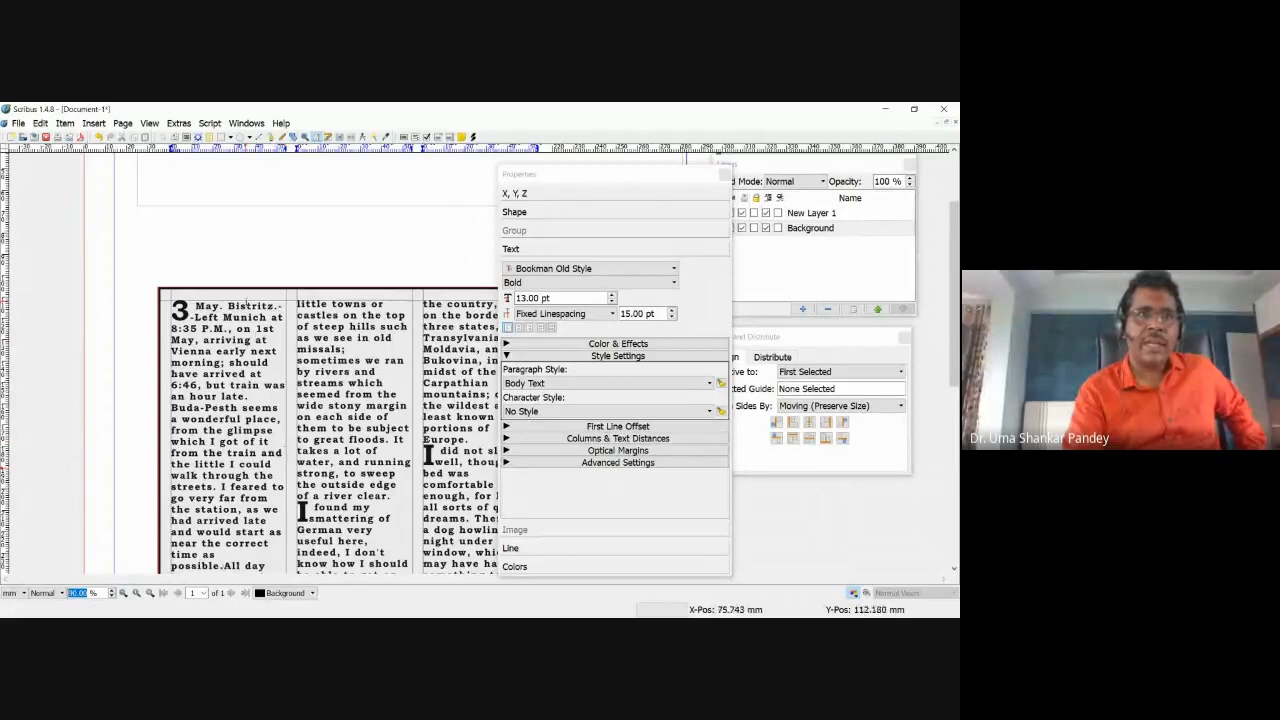 Scribus 1.4.8 - [Document-1*]
File Edit Item Insert Page View Extras Script Windows Help
Properties
X, Y, Z
Shape
Group
Text
Bookman Old Style
Bold
13.00 pt
Fixed Linespacing 15.00 pt
Color & Effects
Style Settings
Paragraph Style:
Body Text
Character Style:
No Style
First Line Offset
Columns & Text Distances
Optical Margins
Advanced Settings
Image
Line
Colors
Mode: Normal Opacity: 100 %
Name
New Layer 1
Background
and Distribute
Distribute
First Selected
Guide: None Selected
Sides By: Moving (Preserve Size)
3 May. Bistritz.-
-Left Munich at
8:35 P.M., on 1st
May, arriving at
Vienna early next
morning; should
have arrived at
6:46, but train was
an hour late.
Buda-Pesth seems
a wonderful place,
from the glimpse
which I got of it
from the train and
the little I could
walk through the
streets. I feared to
go very far from
the station, as we
had arrived late
and would start as
near the correct
time as
possible.All day
little towns or
castles on the top
of steep hills such
as we see in old
missals;
sometimes we ran
by rivers and
streams which
seemed from the
wide stony margin
on each side of
them to be subject
to great floods. It
takes a lot of
water, and running
strong, to sweep
the outside edge
of a river clear.
I found my
smattering of
German very
useful here,
indeed, I don't
know how I should
the country,
on the borde
three states,
Transylvani
Moldavia, an
Bukovina, in
midst of the
Carpathian
mountains; o
the wildest a
least known
portions of
Europe.
I did not sl
well, thoug
bed was
comfortable
enough, for I
all sorts of q
dreams. The
a dog howlin
night under
window, whic
may have ha
mm Normal 90.00 % 1 of 1 Background Normal Vision
X-Pos: 75.743 mm Y-Pos: 112.180 mm
Dr. Uma Shankar Pandey